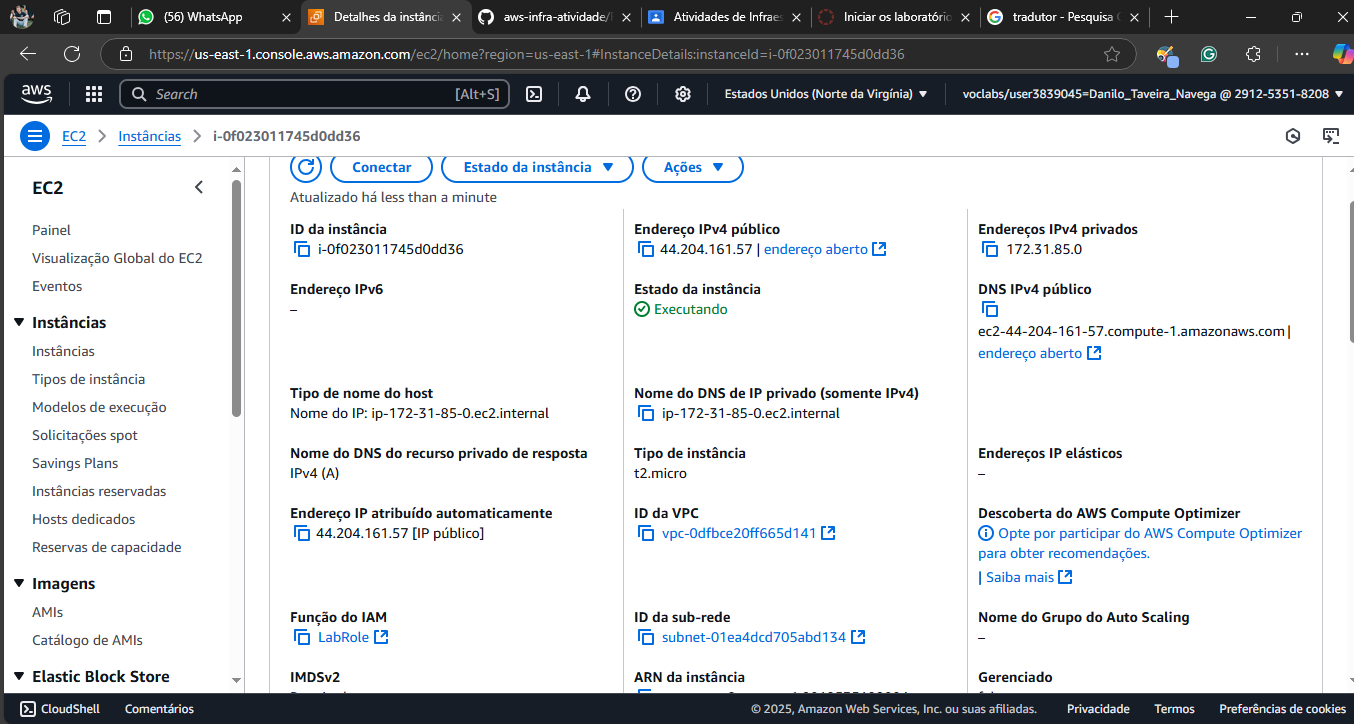 (56) WhatsApp
Detalhes da instância
aws-infra-atividade/
Atividades de Infraes
Iniciar os laboratório
tradutor - Pesquisa
https://us-east-1.console.aws.amazon.com/ec2/home?region=us-east-1#InstanceDetails:instanceId=i-0f023011745d0dd36
aws
Search
[Alt+S]
Estados Unidos (Norte da Virgínia)
voclabs/user3839045=Danilo_Taveira_Navega @ 2912-5351-8208
EC2
Instâncias
i-0f023011745d0dd36
EC2
Painel
Visualização Global do EC2
Eventos
Instâncias
Instâncias
Tipos de instância
Modelos de execução
Solicitações spot
Savings Plans
Instâncias reservadas
Hosts dedicados
Reservas de capacidade
Imagens
AMIs
Catálogo de AMIs
Elastic Block Store
Conectar
Estado da instância
Ações
Atualizado há less than a minute
ID da instância
i-0f023011745d0dd36
Endereço IPv4 público
44.204.161.57 | endereço aberto
Endereços IPv4 privados
172.31.85.0
Endereço IPv6
–
Estado da instância
Executando
DNS IPv4 público
ec2-44-204-161-57.compute-1.amazonaws.com |
endereço aberto
Tipo de nome do host
Nome do IP: ip-172-31-85-0.ec2.internal
Nome do DNS de IP privado (somente IPv4)
ip-172-31-85-0.ec2.internal
Nome do DNS do recurso privado de resposta
IPv4 (A)
Tipo de instância
t2.micro
Endereços IP elásticos
–
Endereço IP atribuído automaticamente
44.204.161.57 [IP público]
ID da VPC
vpc-0dfbce20ff665d141
Descoberta do AWS Compute Optimizer
Opte por participar do AWS Compute Optimizer
para obter recomendações.
| Saiba mais
Função do IAM
LabRole
ID da sub-rede
subnet-01ea4dcd705abd134
Nome do Grupo do Auto Scaling
–
IMDSv2
ARN da instância
Gerenciado
CloudShell
Comentários
© 2025, Amazon Web Services, Inc. ou suas afiliadas.
Privacidade
Termos
Preferências de cookies